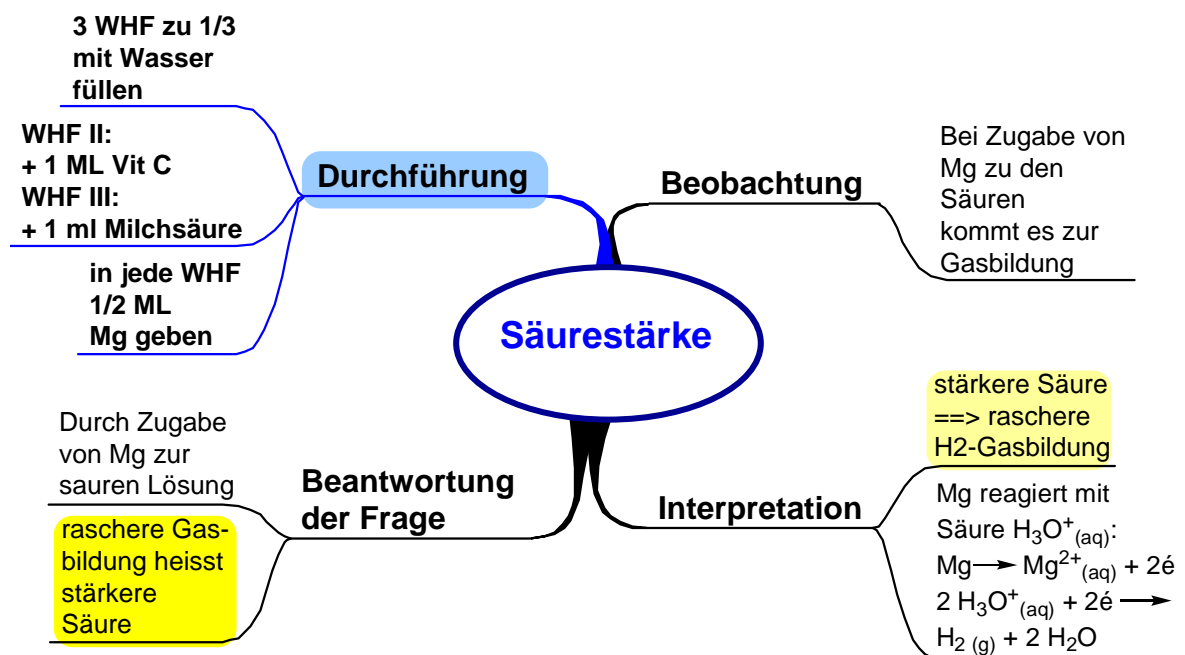 Säurestärke
Durchführung
3 WHF zu 1/3
mit Wasser
füllen
WHF II:
+ 1 ML Vit C
WHF III:
+ 1 ml Milchsäure
in jede WHF
1/2 ML
Mg geben
Beobachtung
Bei Zugabe von
Mg zu den
Säuren
kommt es zur
Gasbildung
Interpretation
stärkere Säure
==> raschere
H2-Gasbildung
Mg reagiert mit
Säure H₃O⁺₍aq₎:
Mg → Mg²⁺₍aq₎ + 2é
2 H₃O⁺₍aq₎ + 2é →
H₂ ₍g₎ + 2 H₂O
Beantwortung
der Frage
Durch Zugabe
von Mg zur
sauren Lösung
raschere Gas-
bildung heisst
stärkere
Säure